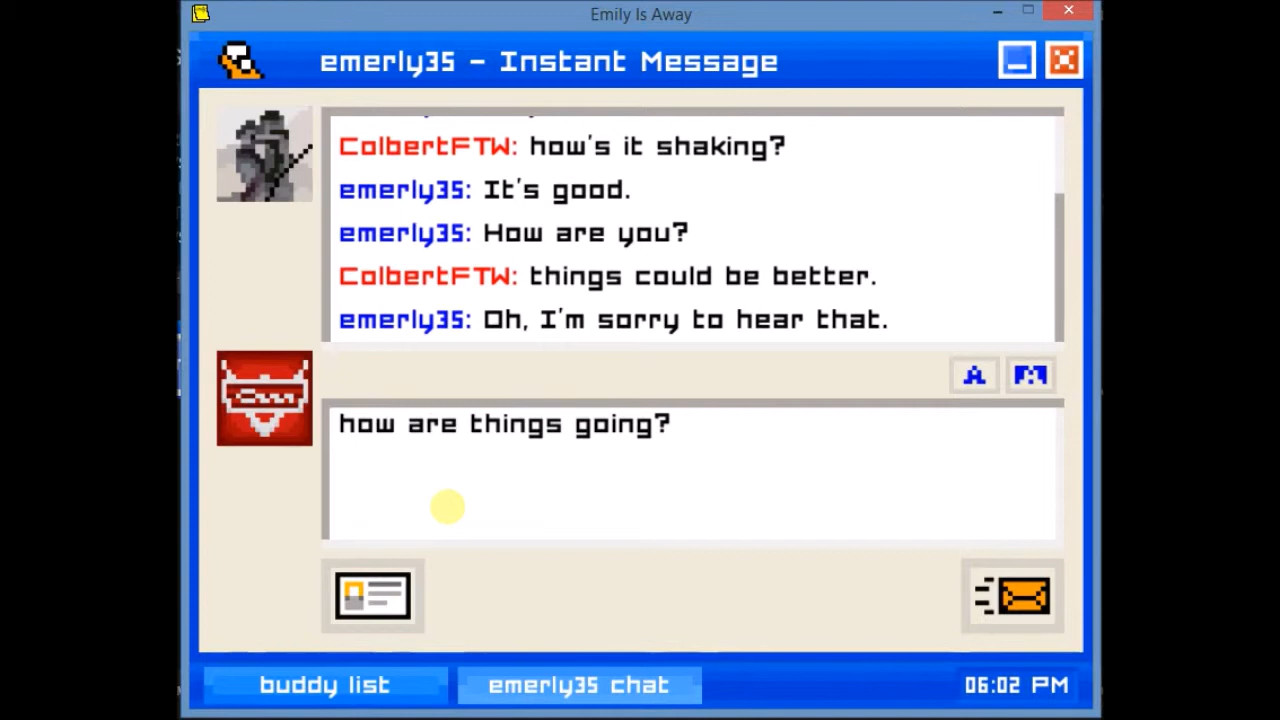 Emily Is Away
emerly35 - Instant Message
ColbertFTW: how's it shaking?
emerly35: It's good.
emerly35: How are you?
ColbertFTW: things could be better.
emerly35: Oh, I'm sorry to hear that.
A
how are things going?
buddy list
emerly35 chat
06:02 PM